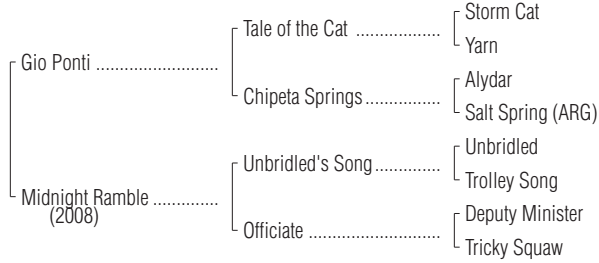 Storm Cat
Tale of the Cat ..................
Yarn
Gio Ponti ..........................
Alydar
Chipeta Springs................
Salt Spring (ARG)
Unbridled
Unbridled's Song..............
Trolley Song
Midnight Ramble ..............
(2008)
Deputy Minister
Officiate ............................
Tricky Squaw